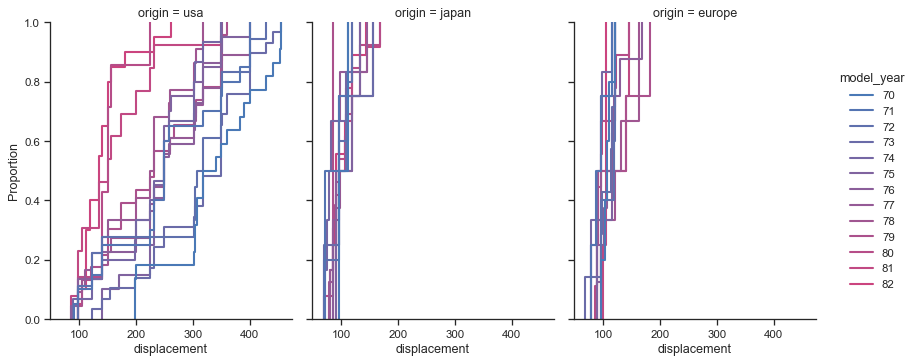 origin = usa
origin = japan
origin = europe
1.0
0.8
0.6
0.4
0.2
0.0
Proportion
100 200 300 400
displacement
100 200 300 400
displacement
100 200 300 400
displacement
model_year
70
71
72
73
74
75
76
77
78
79
80
81
82